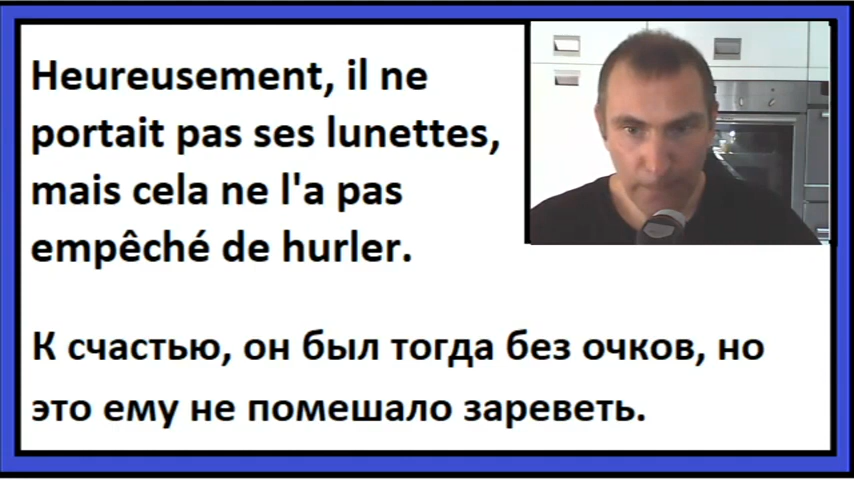 Heureusement, il ne
portait pas ses lunettes,
mais cela ne l'a pas
empêché de hurler.
К счастью, он был тогда без очков, но
это ему не помешало зареветь.